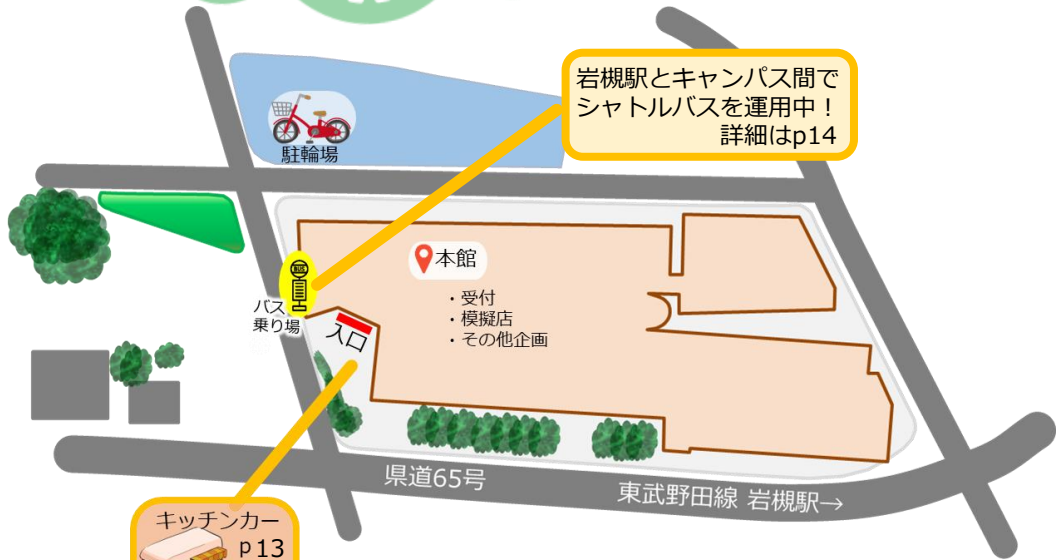 岩槻駅とキャンパス間で
シャトルバスを運用中！
詳細はp14
駐輪場
本館
・受付
・模擬店
・その他企画
BUS
バス
乗り場
入口
県道65号
東武野田線 岩槻駅→
キッチンカー
p13